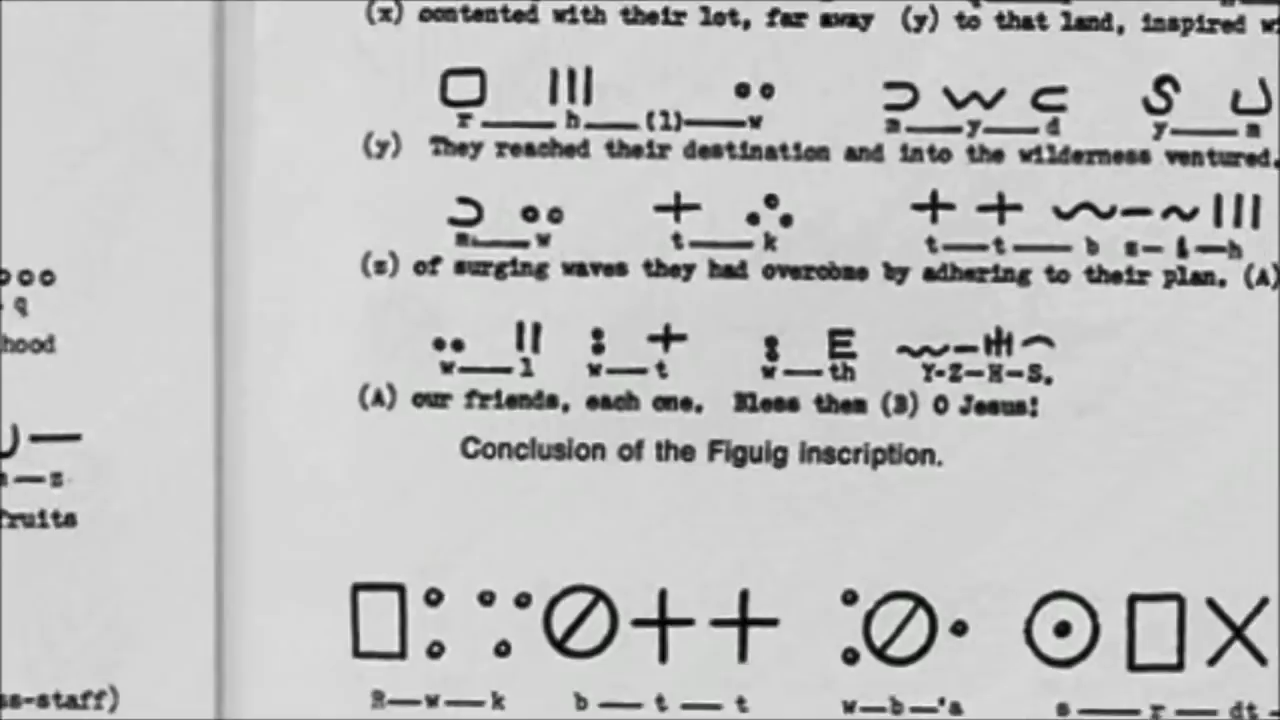 (x) contented with their lot, far away (y) to that land, inspired
r h (l) w y d y
(y) They reached their destination and into the wilderness ventured.
w t k t t b h
(z) of surging waves they had overcome by adhering to their plan. (A)
w l w t w th Y-Z-H-S.
(A) our friends, each one. Bless them (B) O Jesus!
Conclusion of the Figuig inscription.
R—w—k b — t — t w—b—'a r — dt
q
hood
fruits
ss-staff)